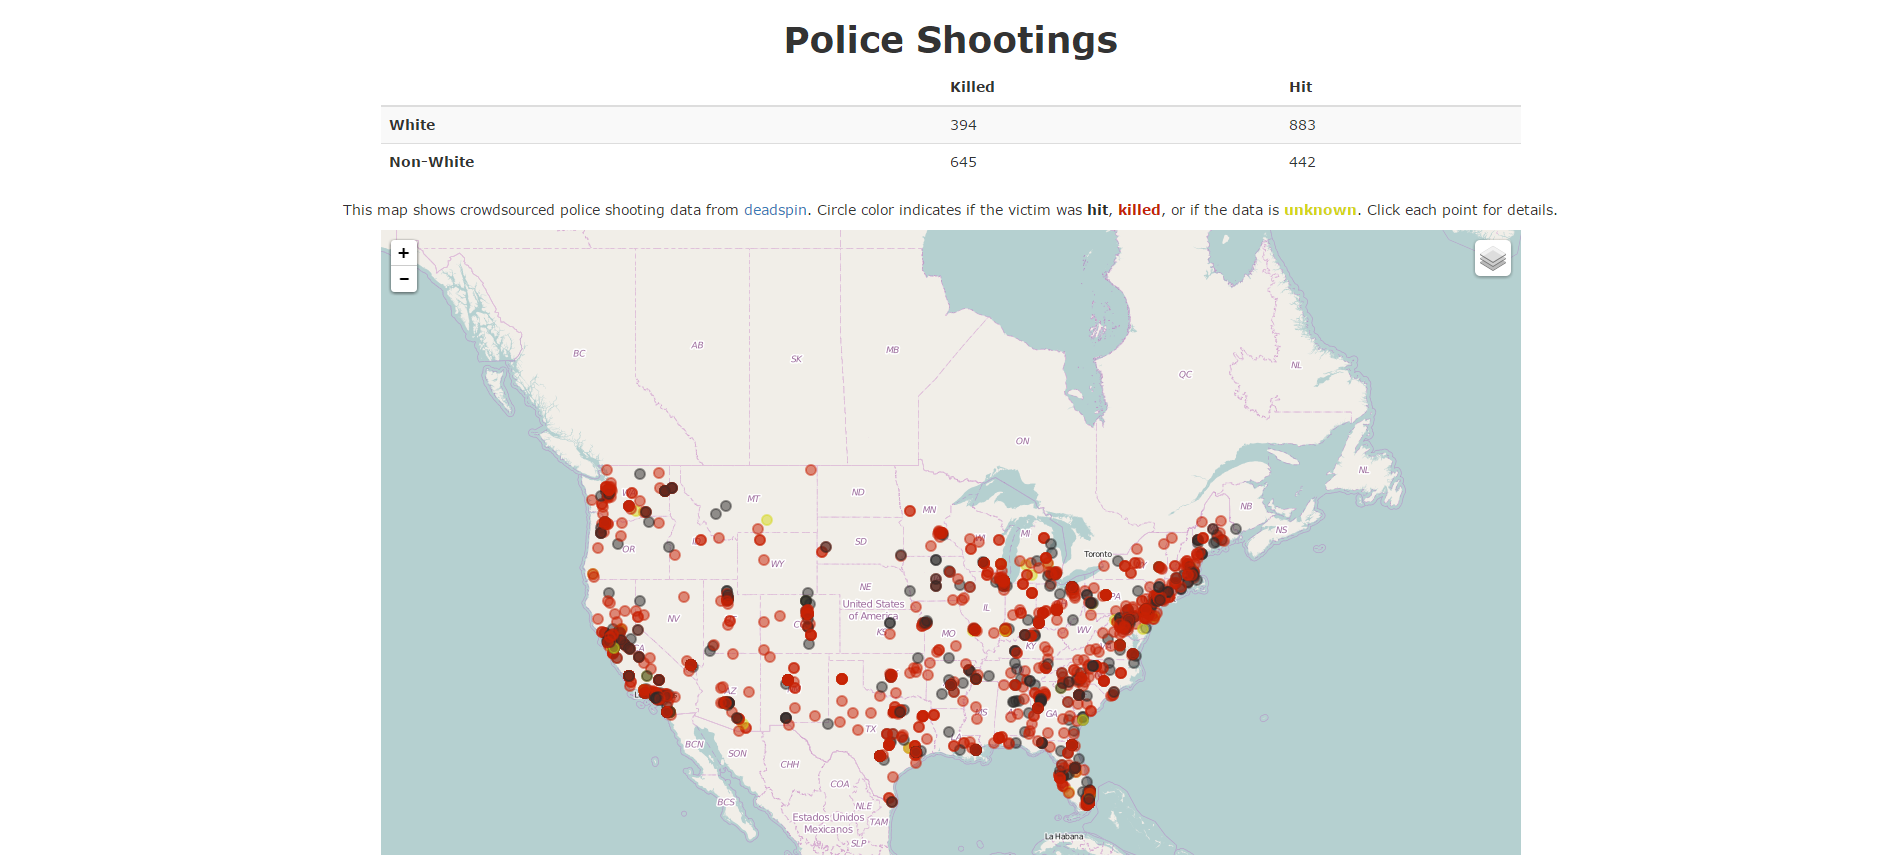 Police Shootings
Killed Hit
White 394 883
Non-White 645 442
This map shows crowdsourced police shooting data from deadspin. Circle color indicates if the victim was hit, killed, or if the data is unknown. Click each point for details.
+
−
AB
MB
BC
SK
NL
QC
ON
NL
MT
ND
NB
MN
NS
MI
SD
OR
Toronto
WY
NE
PA
United States
of America
IL
NV
WV
MO
KY
CA
AZ
MS
GA
TX
BCN
SON
CHH
COA
BCS
NLE
Estados Unidos
Mexicanos
TAM
La Habana
SLP